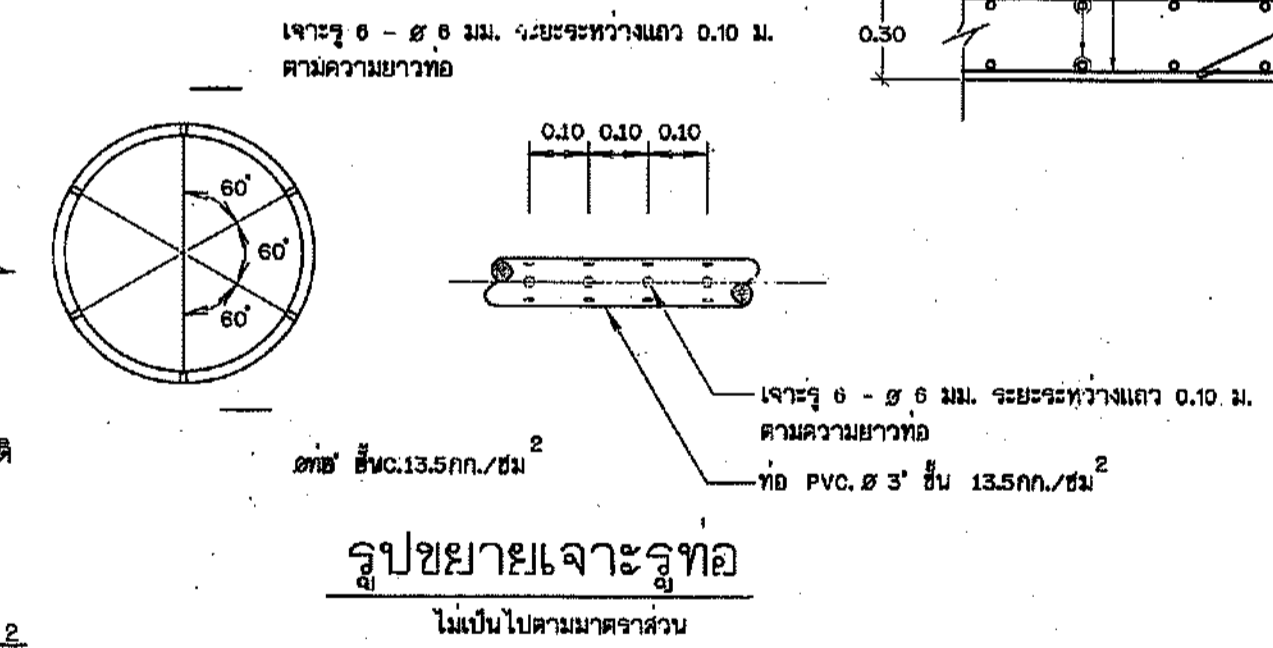 เจาะรู 6 - ø 6 มม. ระยะระหว่างแถว 0.10 ม.
ตามความยาวท่อ
0.30
0.10 0.10 0.10
60°
60°
60°
เจาะรู 6 - ø 6 มม. ระยะระหว่างแถว 0.10 ม.
ตามความยาวท่อ
13.5กก./ซม²
ท่อ PVC. ø 3" ชั้น 13.5กก./ซม²
รูปขยายเจาะรูท่อ
ไม่เป็นไปตามมาตราส่วน
2